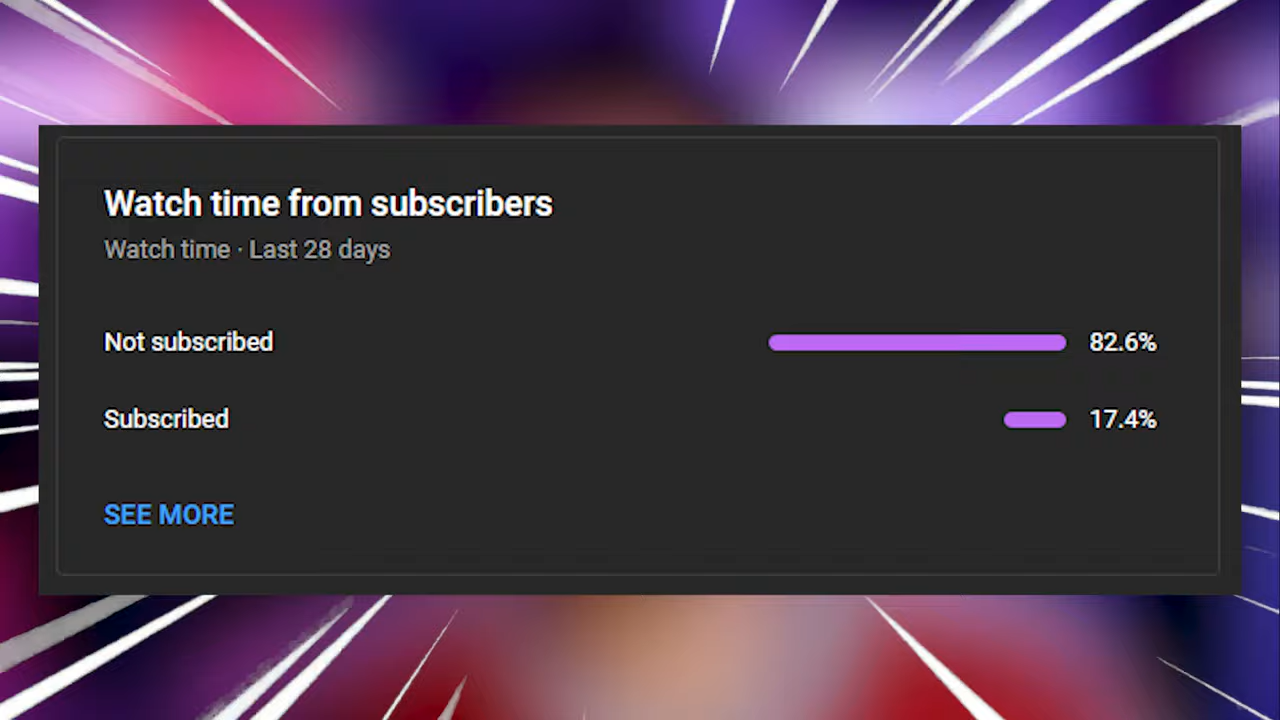 Watch time from subscribers
Watch time · Last 28 days
Not subscribed 82.6%
Subscribed 17.4%
SEE MORE